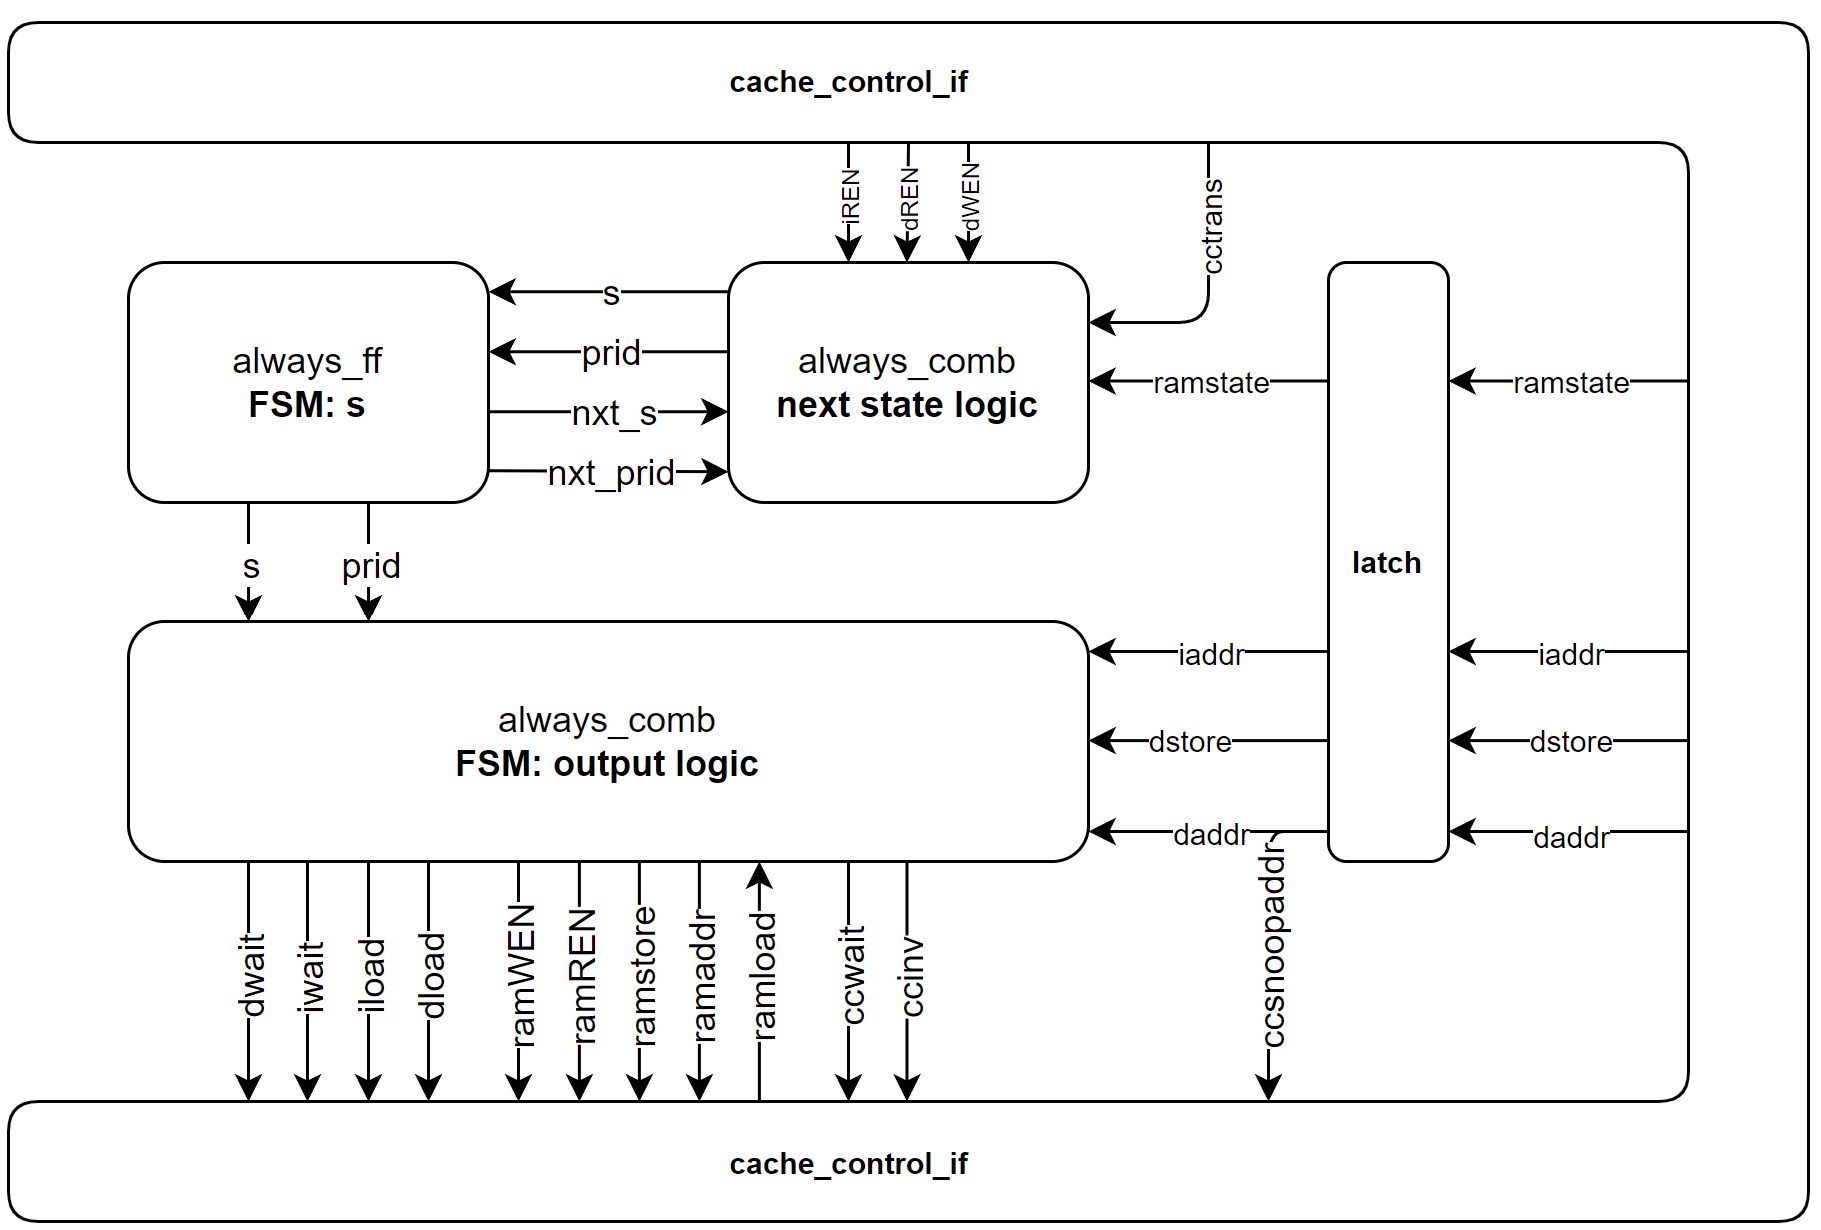 cache_control_if
iREN
dREN
dWEN
cctrans
s
prid
nxt_s
nxt_prid
always_ff
FSM: s
always_comb
next state logic
ramstate
ramstate
latch
s
prid
always_comb
FSM: output logic
iaddr
iaddr
dstore
dstore
daddr
daddr
dwait
iwait
iload
dload
ramWEN
ramREN
ramstore
ramaddr
ramload
ccwait
ccinv
ccsnoopaddr
cache_control_if